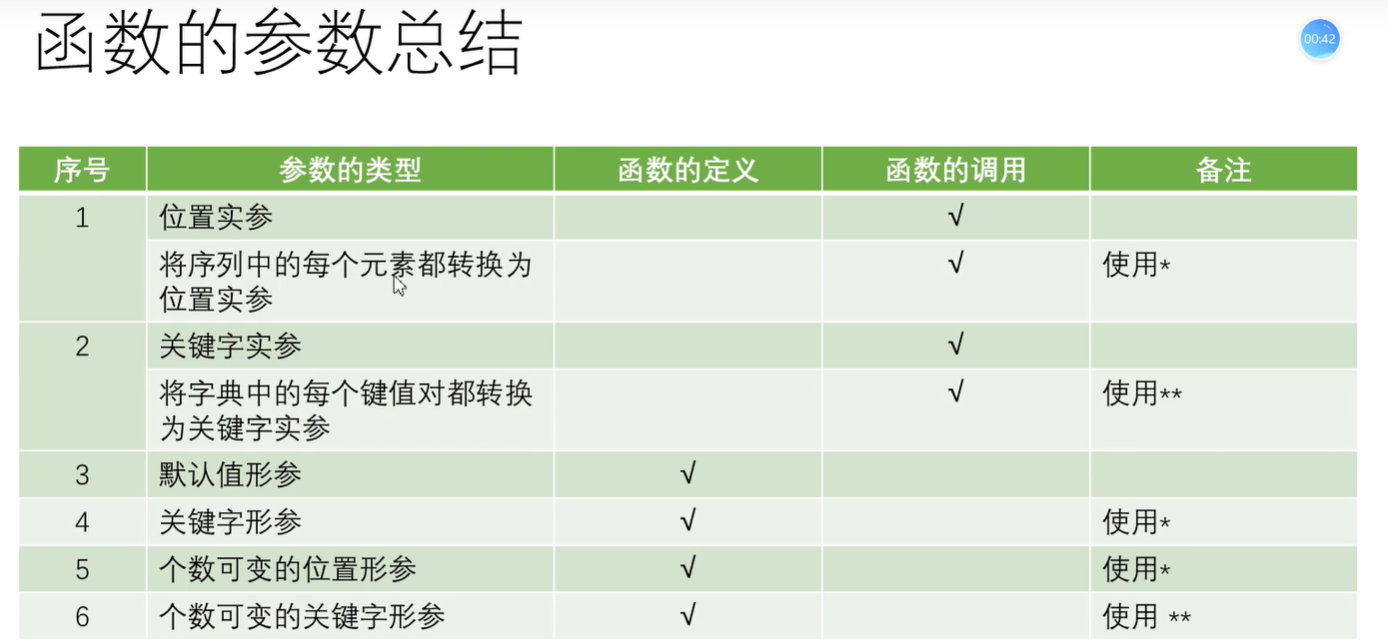 函数的参数总结
00:42
序号 参数的类型 函数的定义 函数的调用 备注
1 位置实参 √
将序列中的每个元素都转换为
位置实参 √ 使用*
2 关键字实参 √
将字典中的每个键值对都转换
为关键字实参 √ 使用**
3 默认值形参 √
4 关键字形参 √ 使用*
5 个数可变的位置形参 √ 使用*
6 个数可变的关键字形参 √ 使用 **